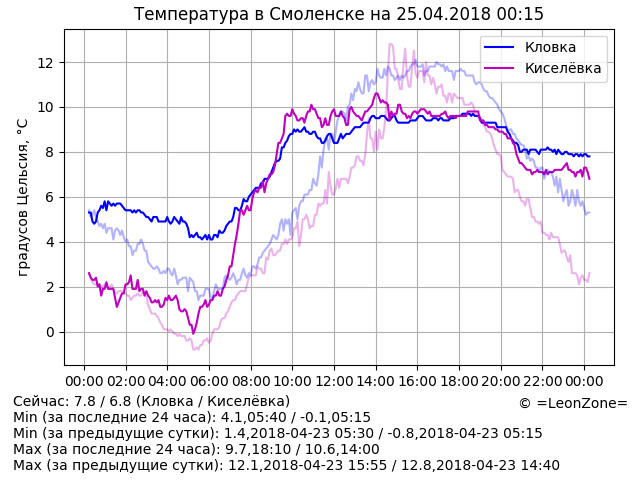 Температура в Смоленске на 25.04.2018 00:15
Кловка
Киселёвка
градусов Цельсия, °C
12
10
8
6
4
2
0
00:00 02:00 04:00 06:00 08:00 10:00 12:00 14:00 16:00 18:00 20:00 22:00 00:00
Сейчас: 7.8 / 6.8 (Кловка / Киселёвка)
© =LeonZone=
Min (за последние 24 часа): 4.1,05:40 / -0.1,05:15
Min (за предыдущие сутки): 1.4,2018-04-23 05:30 / -0.8,2018-04-23 05:15
Max (за последние 24 часа): 9.7,18:10 / 10.6,14:00
Max (за предыдущие сутки): 12.1,2018-04-23 15:55 / 12.8,2018-04-23 14:40